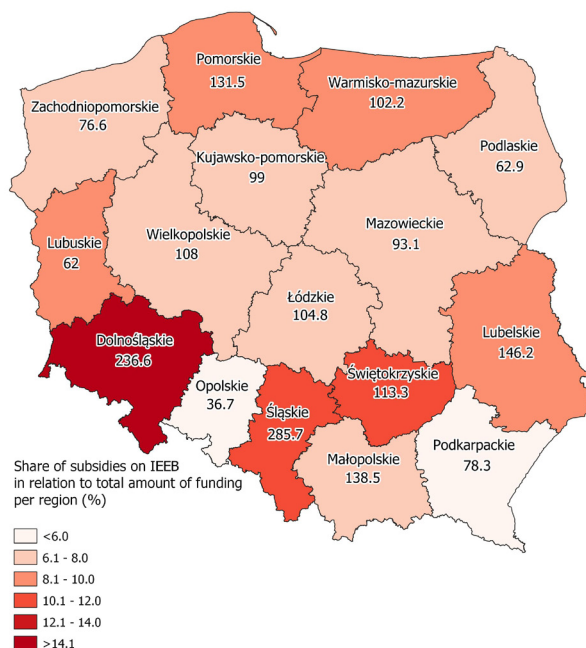 Pomorskie
131.5
Warmisko-mazurskie
102.2
Zachodniopomorskie
76.6
Podlaskie
62.9
Kujawsko-pomorskie
99
Mazowieckie
93.1
Wielkopolskie
108
Lubuskie
62
Łódzkie
104.8
Lubelskie
146.2
Dolnośląskie
236.6
Opolskie
36.7
Śląskie
285.7
Świętokrzyskie
113.3
Małopolskie
138.5
Podkarpackie
78.3
Share of subsidies on IEEB
in relation to total amount of funding
per region (%)
<6.0
6.1 - 8.0
8.1 - 10.0
10.1 - 12.0
12.1 - 14.0
>14.1